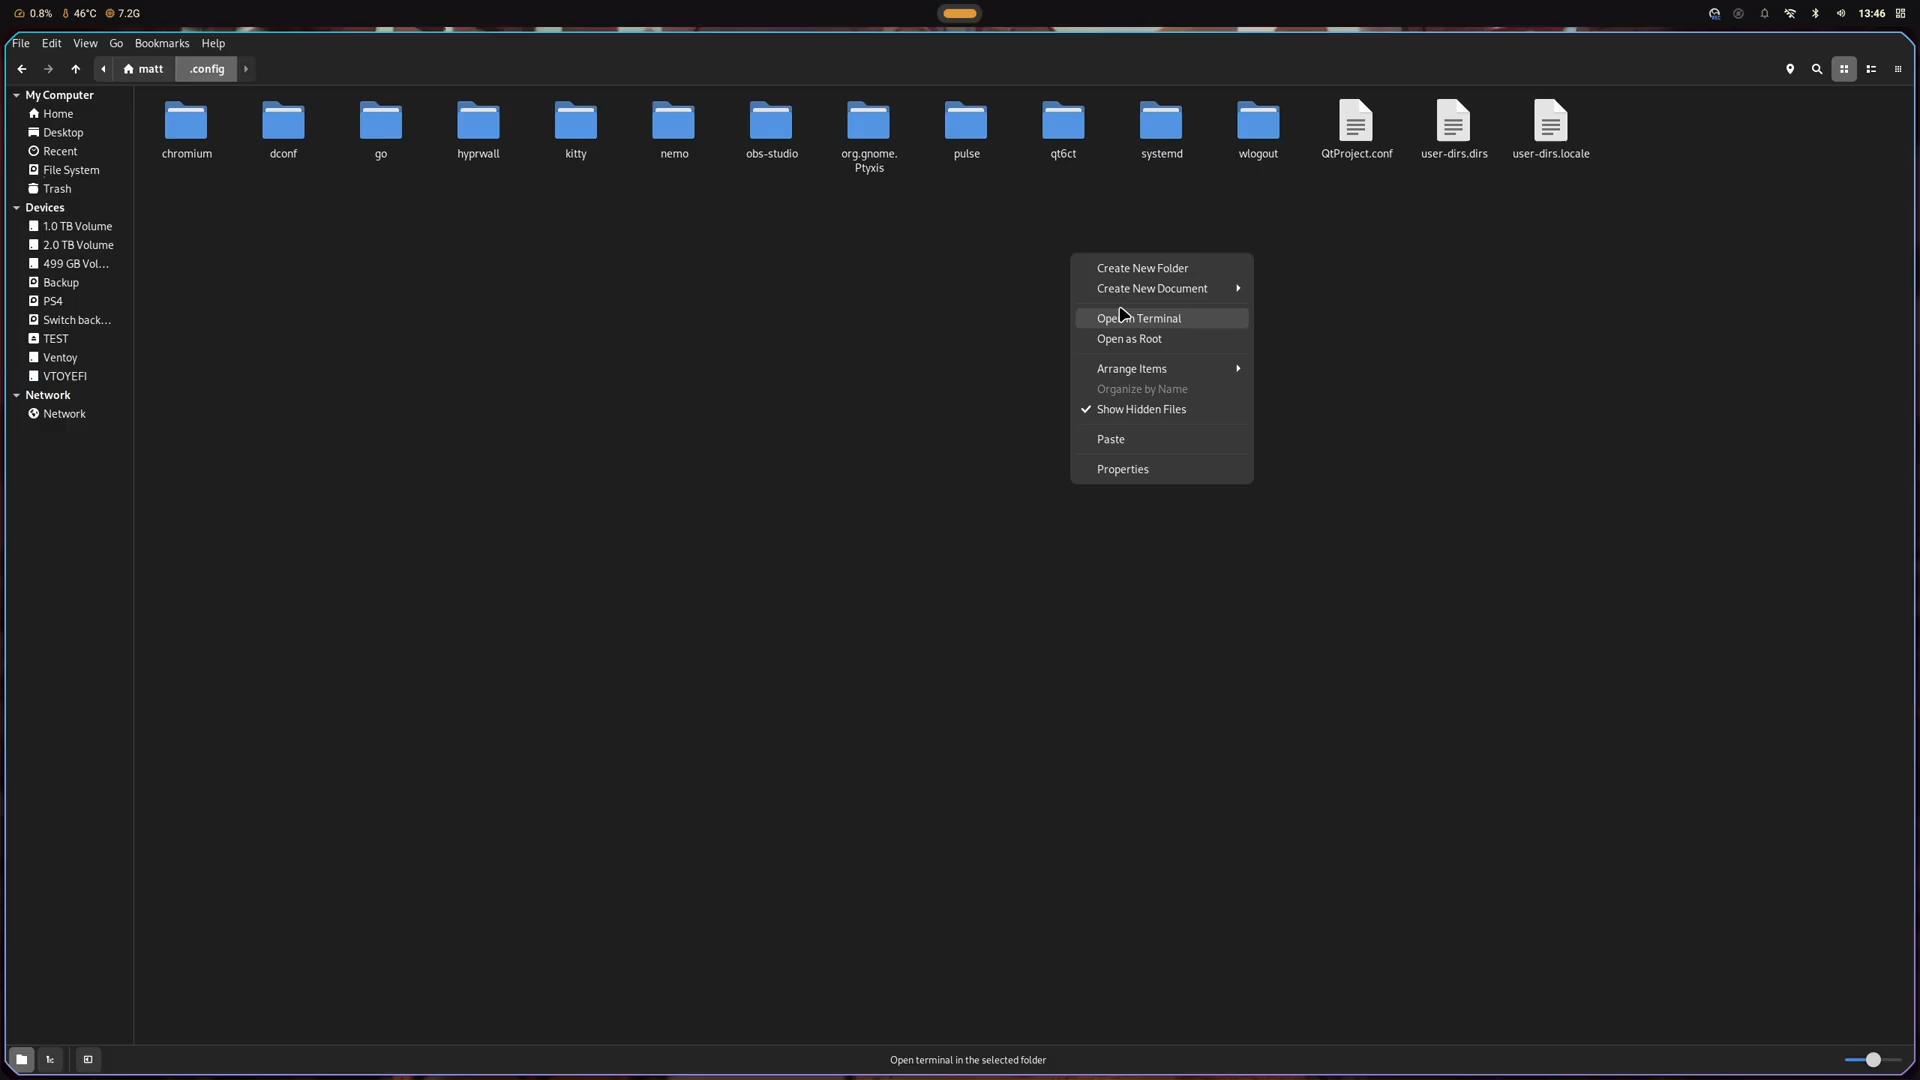 0.8% 46°C 7.2G
13:46
File Edit View Go Bookmarks Help
matt .config
My Computer
Home
Desktop
Recent
File System
Trash
Devices
1.0 TB Volume
2.0 TB Volume
499 GB Vol...
Backup
PS4
Switch back...
TEST
Ventoy
VTOYEFI
Network
Network
chromium dconf go hyprwall kitty nemo obs-studio org.gnome. pulse qt6ct systemd wlogout QtProject.conf user-dirs.dirs user-dirs.locale
Ptyxis
Create New Folder
Create New Document
Open in Terminal
Open as Root
Arrange Items
Organize by Name
Show Hidden Files
Paste
Properties
Open terminal in the selected folder